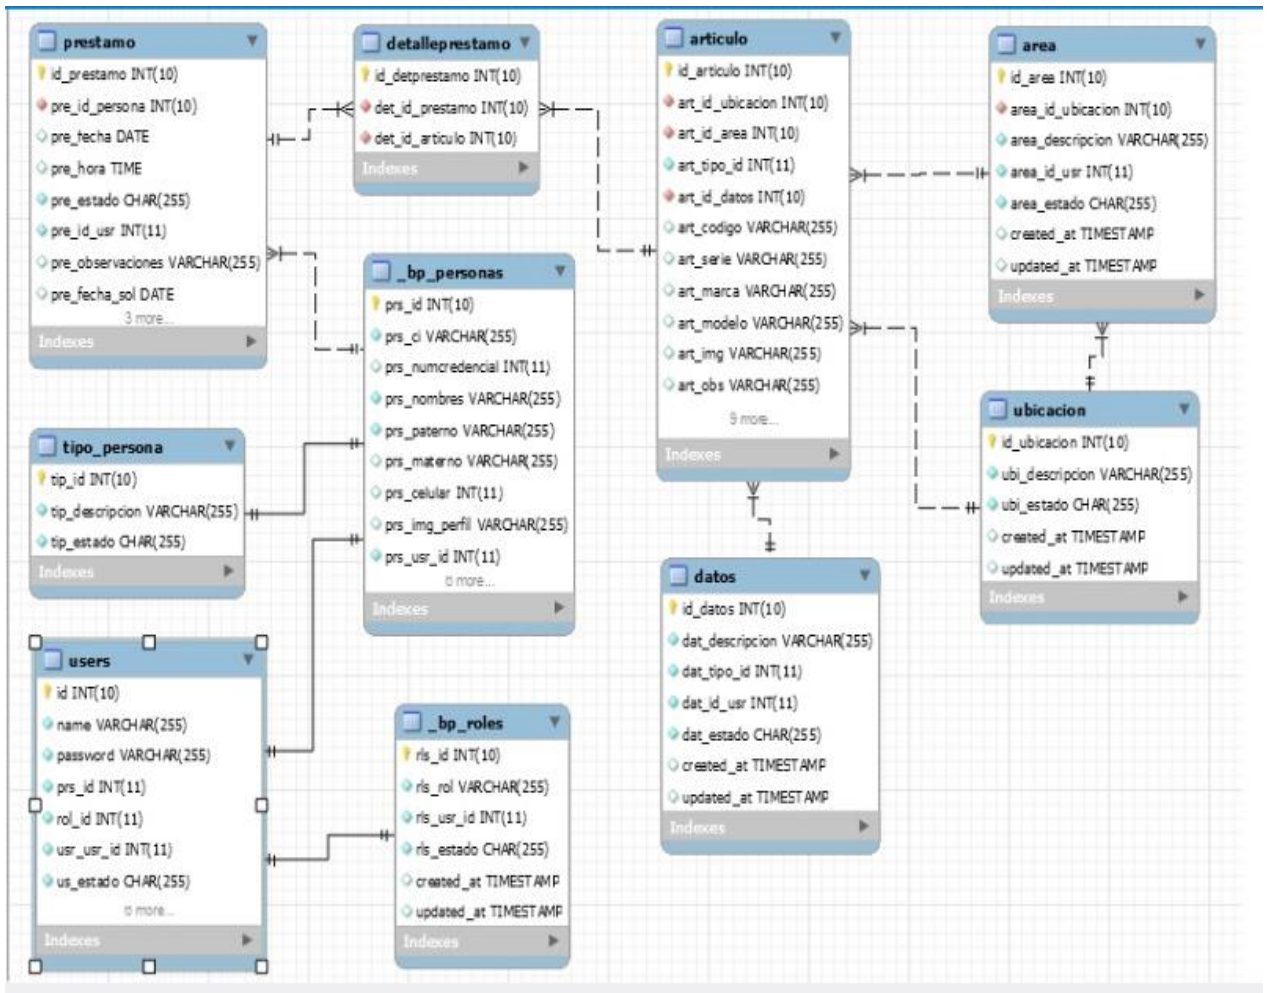 prestamo
id_prestamo INT(10)
pre_id_persona INT(10)
pre_fecha DATE
pre_hora TIME
pre_estado CHAR(255)
pre_id_usr INT(11)
pre_observaciones VARCHAR(255)
pre_fecha_sol DATE
3 more...
Indexes
detalleprestamo
id_detprestamo INT(10)
det_id_prestamo INT(10)
det_id_articulo INT(10)
Indexes
articulo
id_articulo INT(10)
art_id_ubicacion INT(10)
art_id_area INT(10)
art_tipo_id INT(11)
art_id_datos INT(10)
art_codigo VARCHAR(255)
art_serie VARCHAR(255)
art_marca VARCHAR(255)
art_modelo VARCHAR(255)
art_img VARCHAR(255)
art_obs VARCHAR(255)
9 more...
Indexes
area
id_area INT(10)
area_id_ubicacion INT(10)
area_descripcion VARCHAR(255)
area_id_usr INT(11)
area_estado CHAR(255)
created_at TIMESTAMP
updated_at TIMESTAMP
Indexes
_bp_personas
prs_id INT(10)
prs_ci VARCHAR(255)
prs_numcredencial INT(11)
prs_nombres VARCHAR(255)
prs_paterno VARCHAR(255)
prs_materno VARCHAR(255)
prs_celular INT(11)
prs_img_perfil VARCHAR(255)
prs_usr_id INT(11)
more...
Indexes
tipo_persona
tip_id INT(10)
tip_descripcion VARCHAR(255)
tip_estado CHAR(255)
Indexes
ubicacion
id_ubicacion INT(10)
ubi_descripcion VARCHAR(255)
ubi_estado CHAR(255)
created_at TIMESTAMP
updated_at TIMESTAMP
Indexes
datos
id_datos INT(10)
dat_descripcion VARCHAR(255)
dat_tipo_id INT(11)
dat_id_usr INT(11)
dat_estado CHAR(255)
created_at TIMESTAMP
updated_at TIMESTAMP
Indexes
users
id INT(10)
name VARCHAR(255)
password VARCHAR(255)
prs_id INT(11)
rol_id INT(11)
usr_usr_id INT(11)
us_estado CHAR(255)
more...
Indexes
_bp_roles
rls_id INT(10)
rls_rol VARCHAR(255)
rls_usr_id INT(11)
rls_estado CHAR(255)
created_at TIMESTAMP
updated_at TIMESTAMP
Indexes